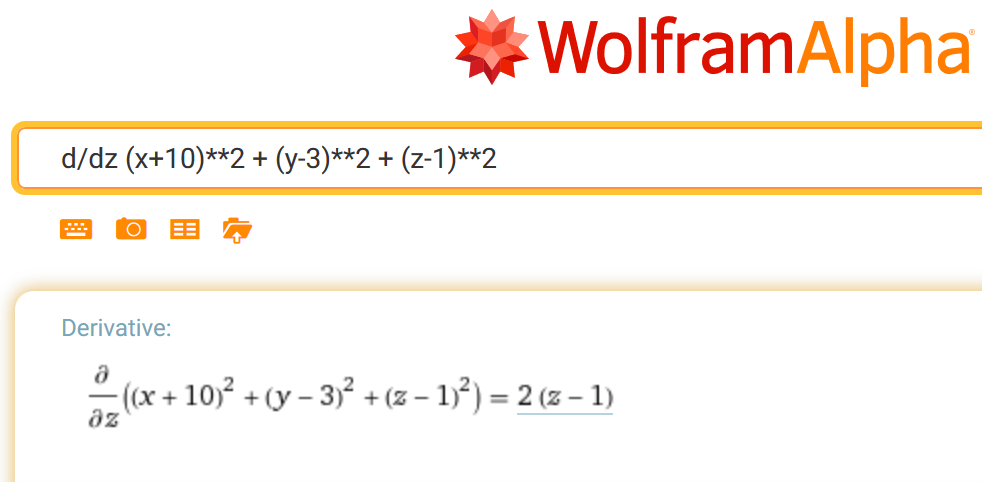 WolframAlpha®
d/dz (x+10)**2 + (y-3)**2 + (z-1)**2
Derivative:
∂/∂z ((x + 10)² + (y − 3)² + (z − 1)²) = 2 (z − 1)